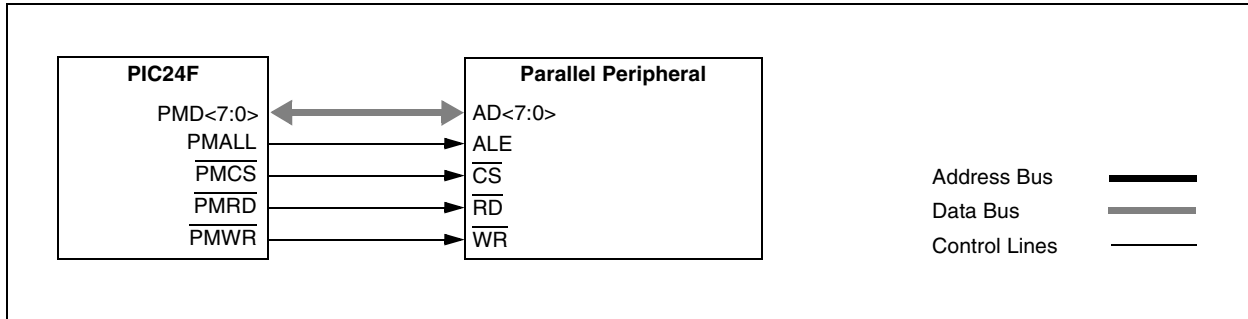 PIC24F
PMD<7:0>
PMALL
PMCS
PMRD
PMWR
Parallel Peripheral
AD<7:0>
ALE
CS
RD
WR
Address Bus
Data Bus
Control Lines